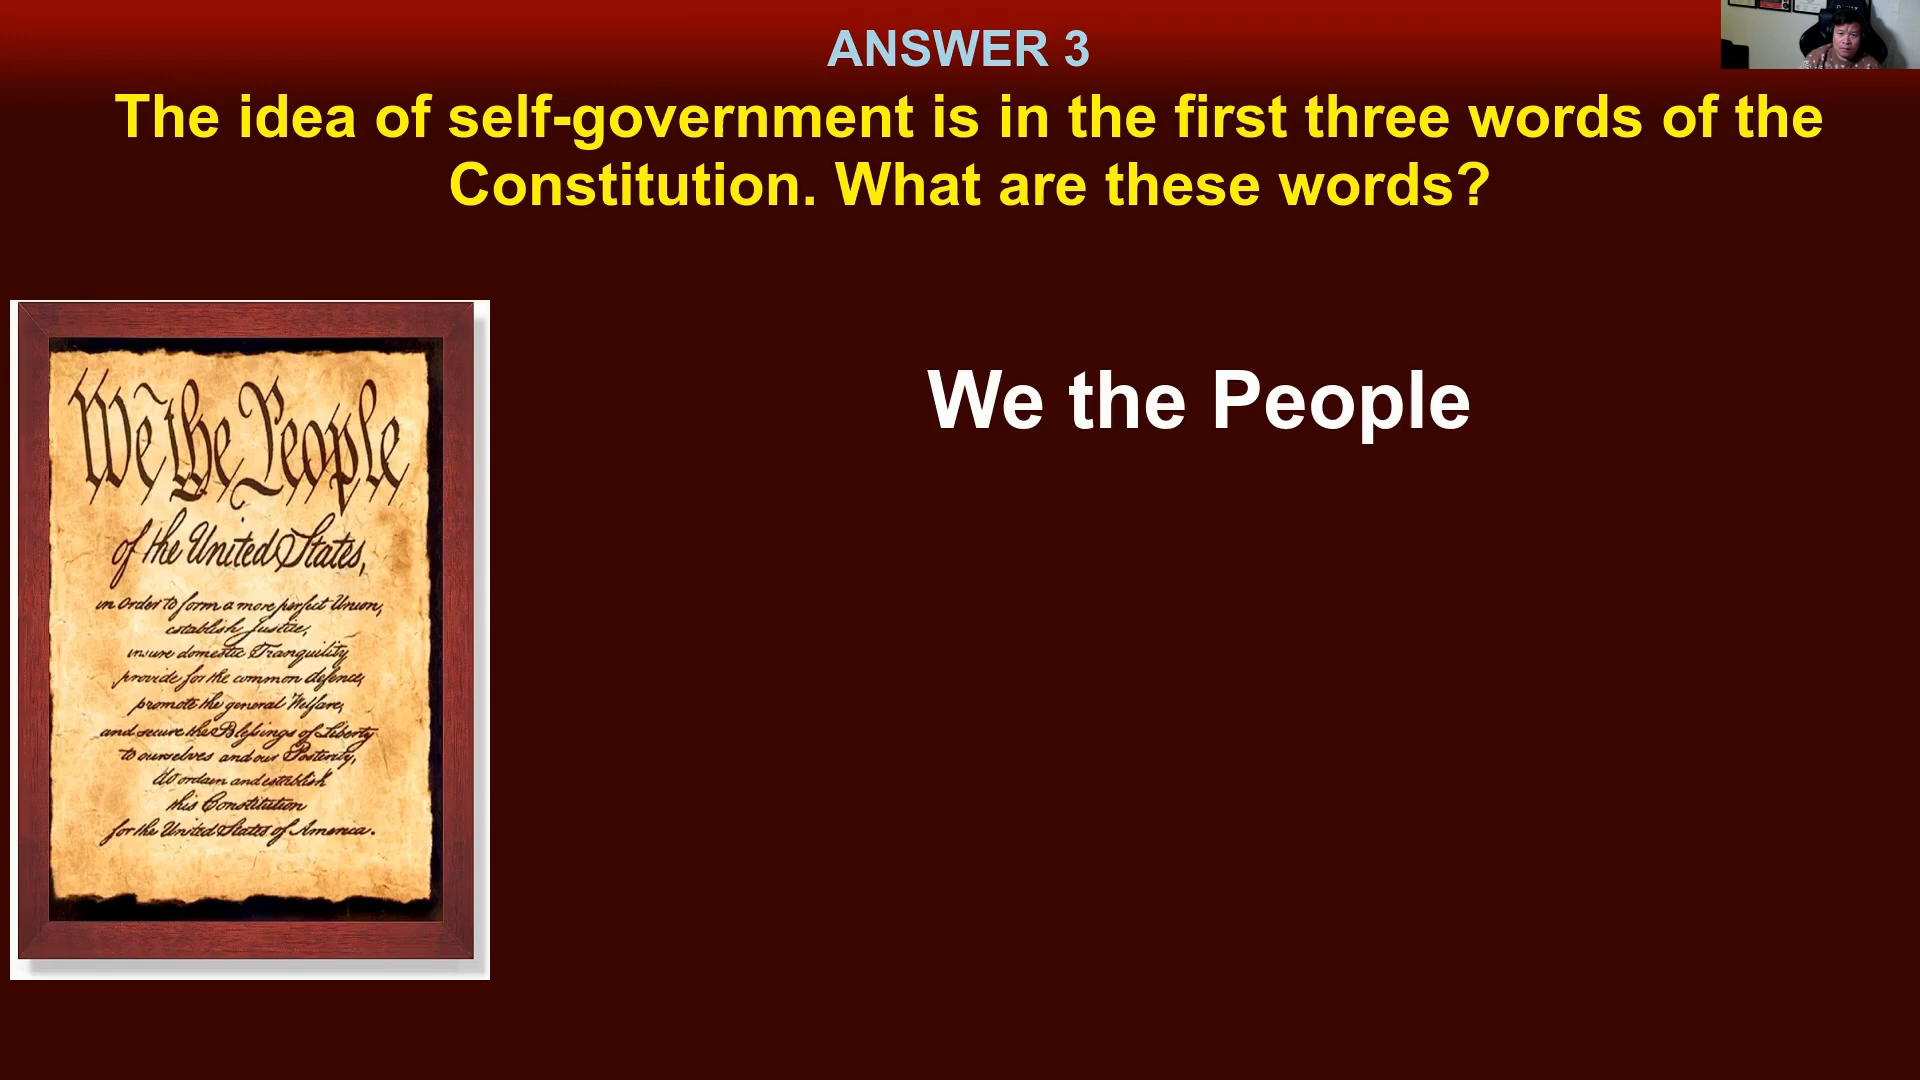 ANSWER 3
The idea of self-government is in the first three words of the
Constitution. What are these words?
We the People
We the People
of the United States,
in Order to form a more perfect Union,
establish Justice,
insure domestic Tranquility,
provide for the common defence,
promote the general Welfare,
and secure the Blessings of Liberty
to ourselves and our Posterity,
do ordain and establish
this Constitution
for the United States of America.